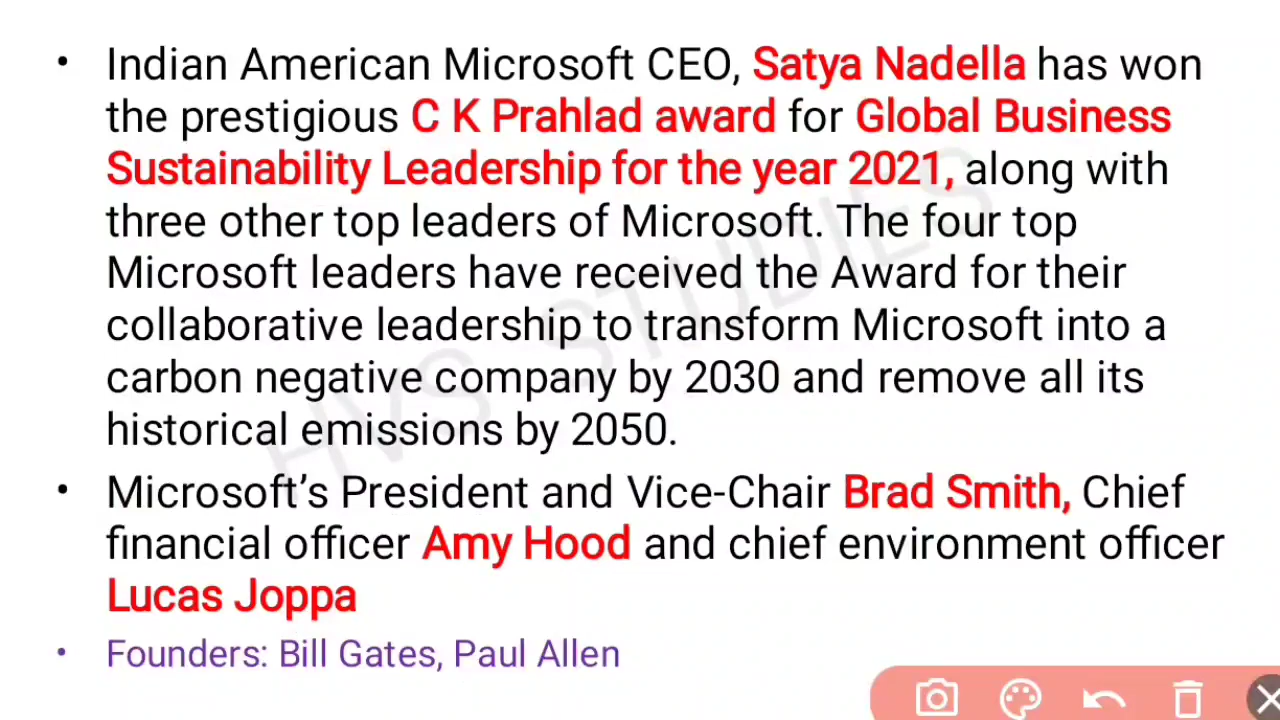 • Indian American Microsoft CEO, Satya Nadella has won
the prestigious C K Prahlad award for Global Business
Sustainability Leadership for the year 2021, along with
three other top leaders of Microsoft. The four top
Microsoft leaders have received the Award for their
collaborative leadership to transform Microsoft into a
carbon negative company by 2030 and remove all its
historical emissions by 2050.
• Microsoft’s President and Vice-Chair Brad Smith, Chief
financial officer Amy Hood and chief environment officer
Lucas Joppa
• Founders: Bill Gates, Paul Allen
HVS STUDIES